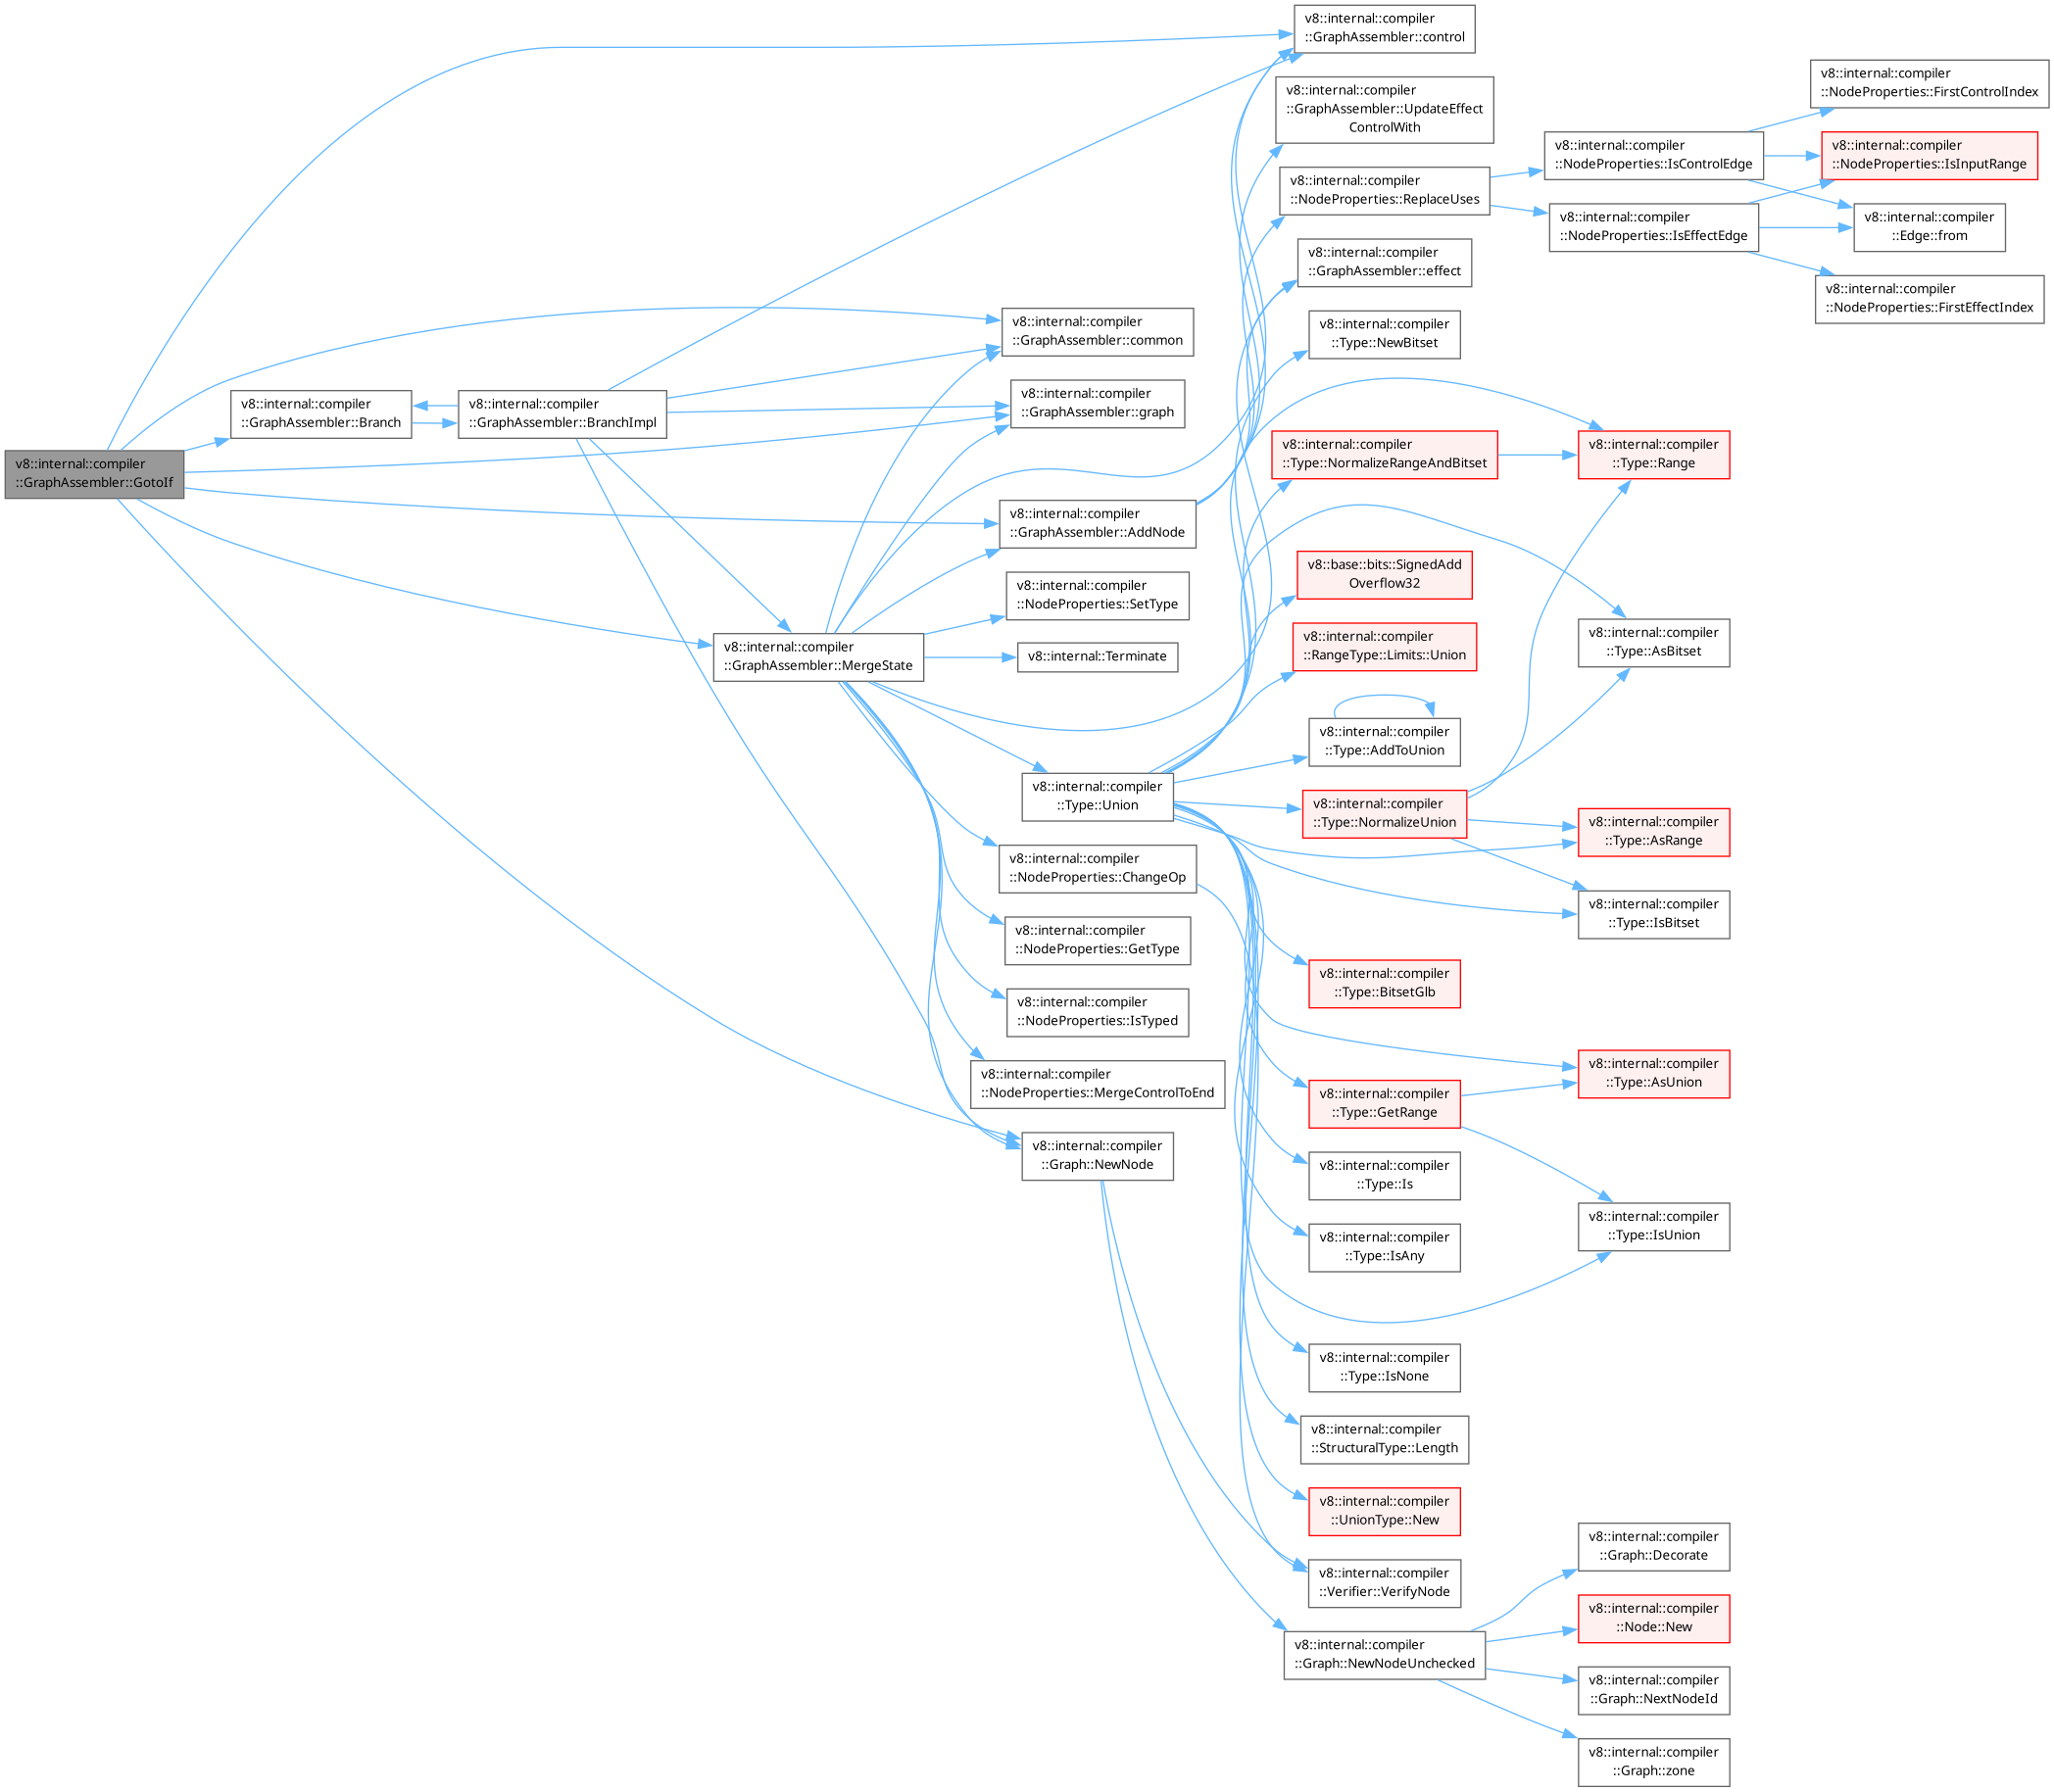 v8::internal::compiler
::GraphAssembler::GotoIf
v8::internal::compiler
::GraphAssembler::Branch
v8::internal::compiler
::GraphAssembler::BranchImpl
v8::internal::compiler
::GraphAssembler::MergeState
v8::internal::compiler
::GraphAssembler::common
v8::internal::compiler
::GraphAssembler::graph
v8::internal::compiler
::GraphAssembler::AddNode
v8::internal::compiler
::NodeProperties::SetType
v8::internal::Terminate
v8::internal::compiler
::Type::Union
v8::internal::compiler
::NodeProperties::ChangeOp
v8::internal::compiler
::NodeProperties::GetType
v8::internal::compiler
::NodeProperties::IsTyped
v8::internal::compiler
::NodeProperties::MergeControlToEnd
v8::internal::compiler
::Graph::NewNode
v8::internal::compiler
::GraphAssembler::control
v8::internal::compiler
::GraphAssembler::UpdateEffect
ControlWith
v8::internal::compiler
::NodeProperties::ReplaceUses
v8::internal::compiler
::GraphAssembler::effect
v8::internal::compiler
::Type::NewBitset
v8::internal::compiler
::Type::NormalizeRangeAndBitset
v8::base::bits::SignedAdd
Overflow32
v8::internal::compiler
::RangeType::Limits::Union
v8::internal::compiler
::Type::AddToUnion
v8::internal::compiler
::Type::NormalizeUnion
v8::internal::compiler
::Type::BitsetGlb
v8::internal::compiler
::Type::GetRange
v8::internal::compiler
::Type::Is
v8::internal::compiler
::Type::IsAny
v8::internal::compiler
::Type::IsNone
v8::internal::compiler
::StructuralType::Length
v8::internal::compiler
::UnionType::New
v8::internal::compiler
::Verifier::VerifyNode
v8::internal::compiler
::Graph::NewNodeUnchecked
v8::internal::compiler
::NodeProperties::IsControlEdge
v8::internal::compiler
::NodeProperties::IsEffectEdge
v8::internal::compiler
::Type::Range
v8::internal::compiler
::Type::AsBitset
v8::internal::compiler
::Type::AsRange
v8::internal::compiler
::Type::IsBitset
v8::internal::compiler
::Type::AsUnion
v8::internal::compiler
::Type::IsUnion
v8::internal::compiler
::Graph::Decorate
v8::internal::compiler
::Node::New
v8::internal::compiler
::Graph::NextNodeId
v8::internal::compiler
::Graph::zone
v8::internal::compiler
::NodeProperties::FirstControlIndex
v8::internal::compiler
::NodeProperties::IsInputRange
v8::internal::compiler
::Edge::from
v8::internal::compiler
::NodeProperties::FirstEffectIndex